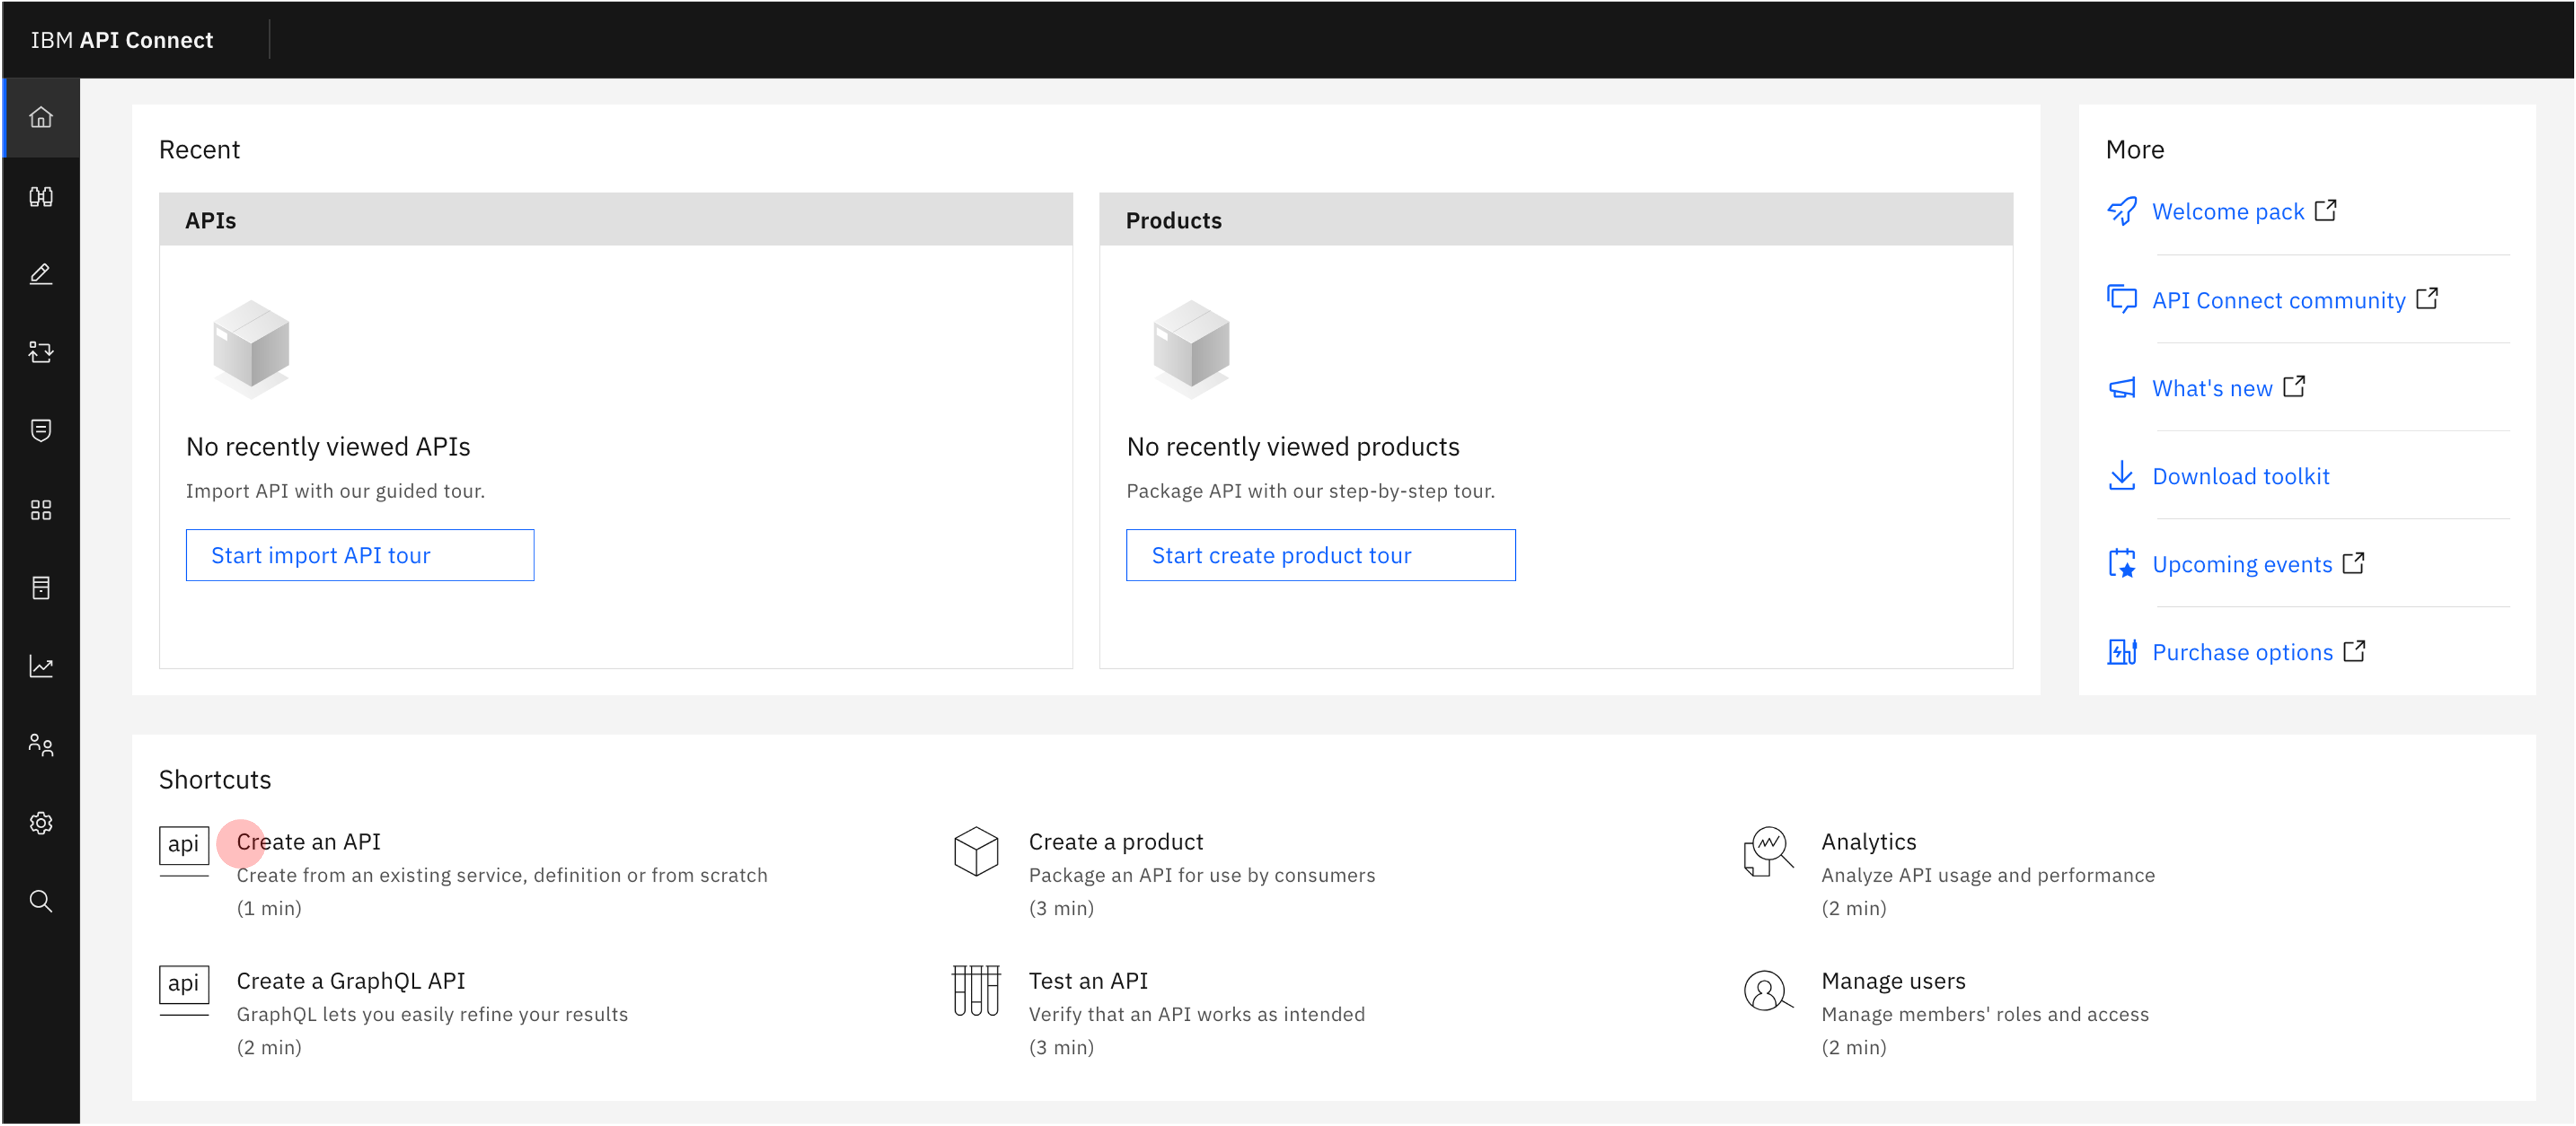 IBM API Connect
Recent
APIs
No recently viewed APIs
Import API with our guided tour.
Start import API tour
Products
No recently viewed products
Package API with our step-by-step tour.
Start create product tour
More
Welcome pack
API Connect community
What's new
Download toolkit
Upcoming events
Purchase options
Shortcuts
api
Create an API
Create from an existing service, definition or from scratch
(1 min)
Create a product
Package an API for use by consumers
(3 min)
Analytics
Analyze API usage and performance
(2 min)
api
Create a GraphQL API
GraphQL lets you easily refine your results
(2 min)
Test an API
Verify that an API works as intended
(3 min)
Manage users
Manage members' roles and access
(2 min)